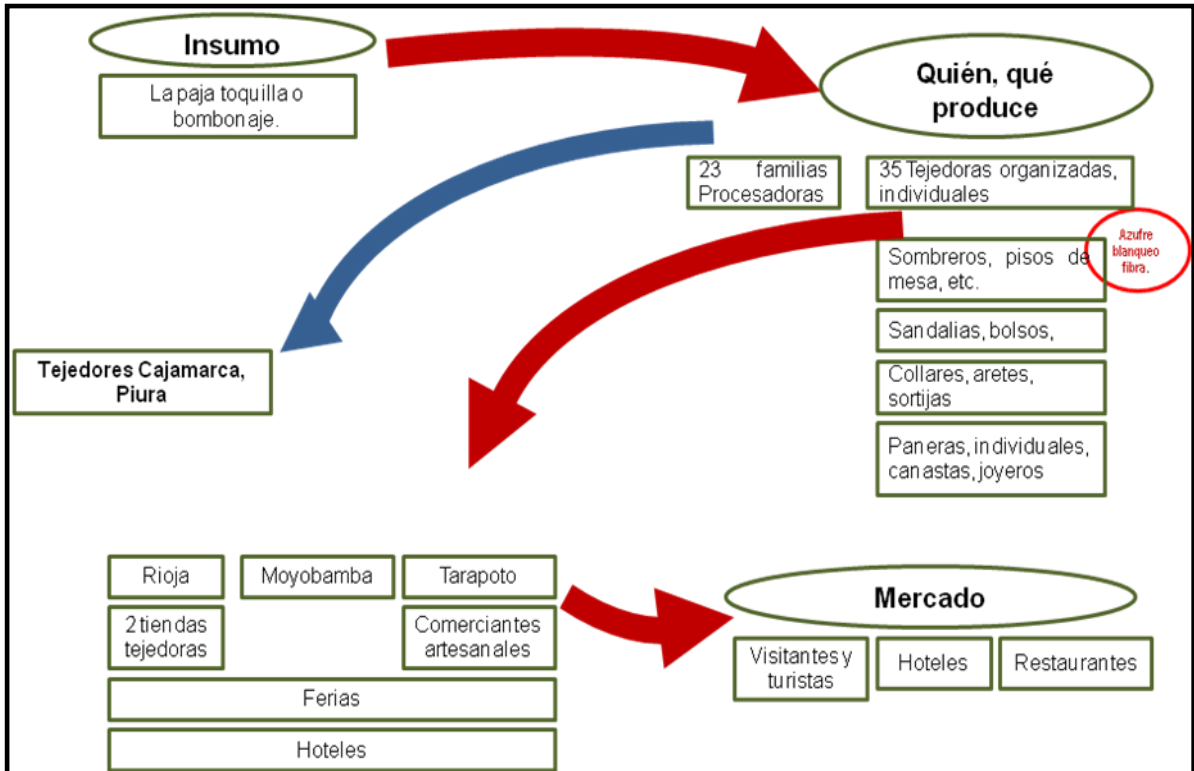 Insumo
La paja toquilla o
bombonaje.
Quién, qué
produce
23 familias
Procesadoras
35 Tejedoras organizadas,
individuales
Azufre
blanqueo
fibra.
Sombreros, pisos de
mesa, etc.
Sandalias, bolsos,
Collares, aretes,
sortijas
Paneras, individuales,
canastas, joyeros
Tejedores Cajamarca,
Piura
Rioja
Moyobamba
Tarapoto
2 tiendas
tejedoras
Comerciantes
artesanales
Ferias
Hoteles
Mercado
Visitantes y
turistas
Hoteles
Restaurantes